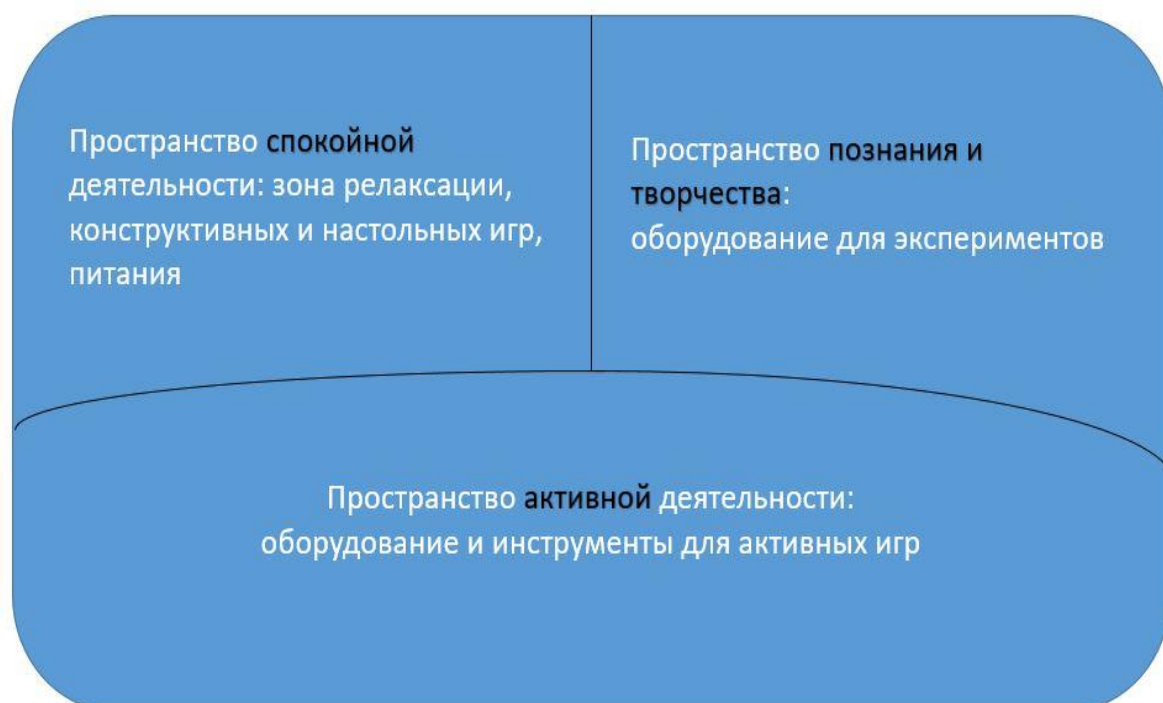 Пространство спокойной
деятельности: зона релаксации,
конструктивных и настольных игр,
питания
Пространство познания и
творчества:
оборудование для экспериментов
Пространство активной деятельности:
оборудование и инструменты для активных игр